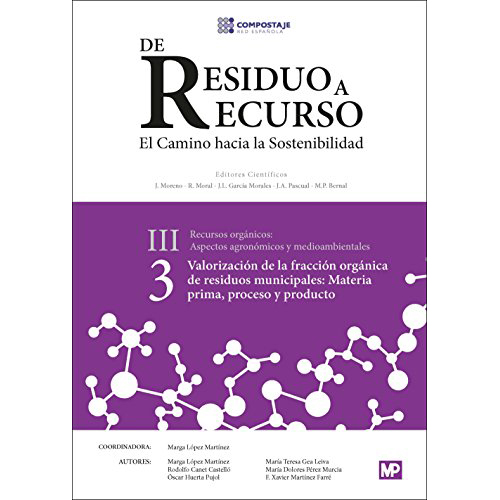 COMPOSTAJE
RED ESPAÑOLA
DE
RESIDUO A
RECURSO
El Camino hacia la Sostenibilidad
Editores Científicos
J. Moreno · R. Moral · J.L. García Morales · J.A. Pascual · M.P. Bernal
III Recursos orgánicos:
Aspectos agronómicos y medioambientales
3 Valorización de la fracción orgánica
de residuos municipales: Materia
prima, proceso y producto
COORDINADORA: Marga López Martínez
AUTORES: Marga López Martínez María Teresa Gea Leiva
Rodolfo Canet Castelló María Dolores Pérez Murcia
Óscar Huerta Pujol F. Xavier Martínez Farré
MP